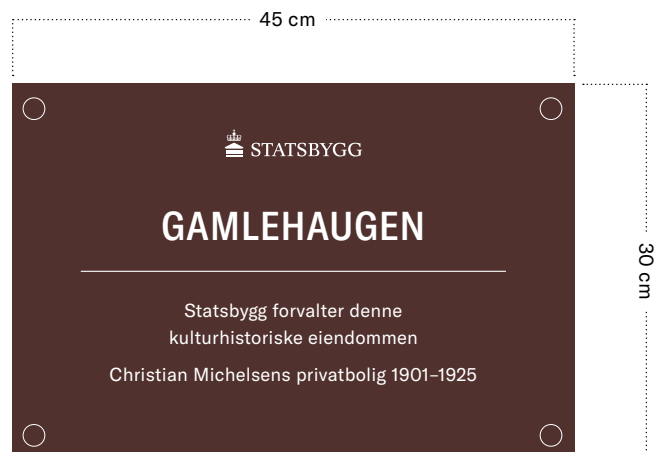 45 cm
STATSBYGG
GAMLEHAUGEN
30 cm
Statsbygg forvalter denne
kulturhistoriske eiendommen
Christian Michelsens privatbolig 1901–1925